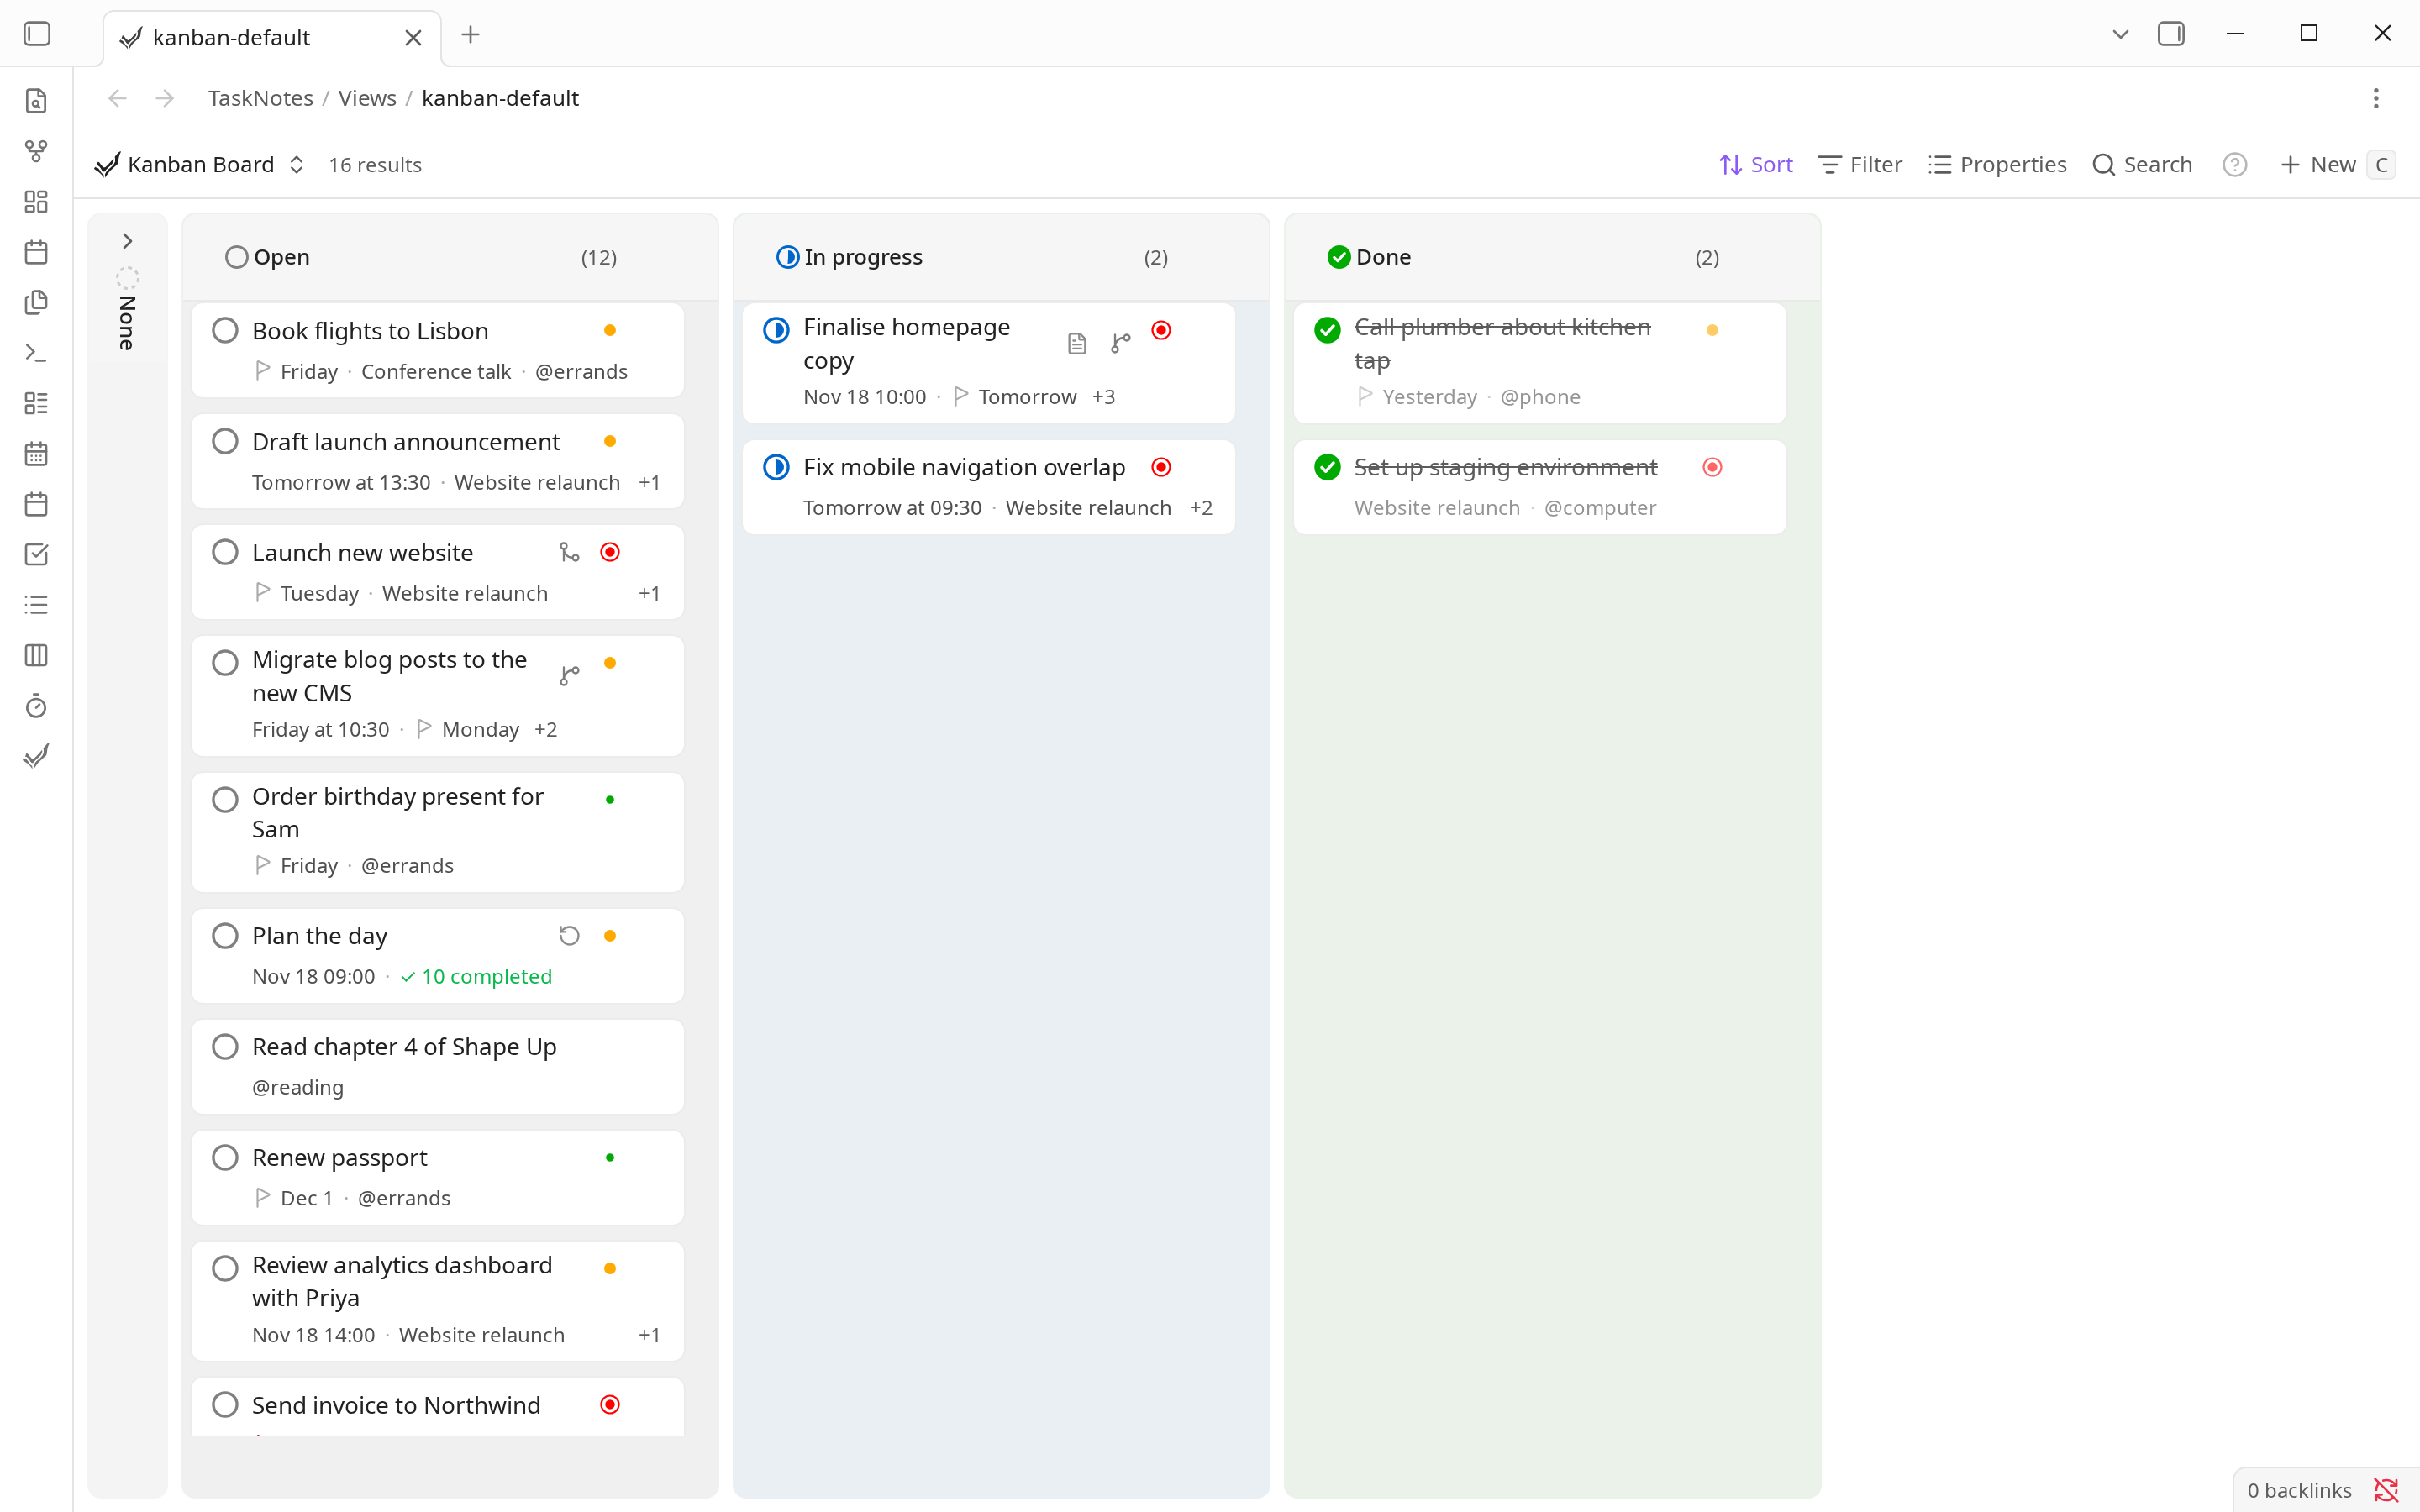 kanban-default
TaskNotes / Views / kanban-default
Kanban Board 16 results Sort Filter Properties Search New C
None
Open (12)
Book flights to Lisbon
Friday · Conference talk · @errands
Draft launch announcement
Tomorrow at 13:30 · Website relaunch +1
Launch new website
Tuesday · Website relaunch +1
Migrate blog posts to the
new CMS
Friday at 10:30 · Monday +2
Order birthday present for
Sam
Friday · @errands
Plan the day
Nov 18 09:00 · 10 completed
Read chapter 4 of Shape Up
@reading
Renew passport
Dec 1 · @errands
Review analytics dashboard
with Priya
Nov 18 14:00 · Website relaunch +1
Send invoice to Northwind
In progress (2)
Finalise homepage
copy
Nov 18 10:00 · Tomorrow +3
Fix mobile navigation overlap
Tomorrow at 09:30 · Website relaunch +2
Done (2)
Call plumber about kitchen
tap
Yesterday · @phone
Set up staging environment
Website relaunch · @computer
0 backlinks